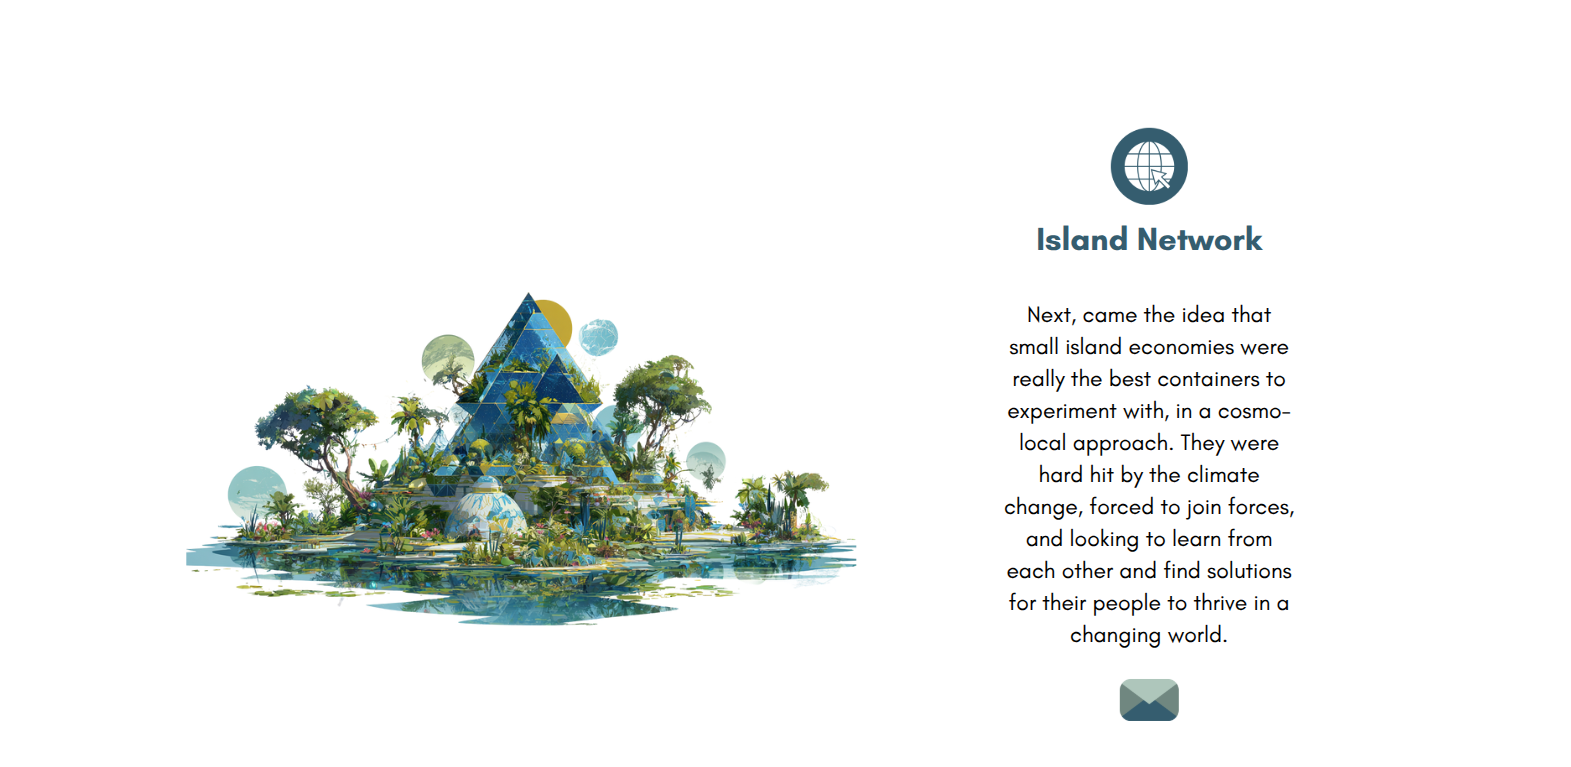 Island Network
Next, came the idea that
small island economies were
really the best containers to
experiment with, in a cosmo-
local approach. They were
hard hit by the climate
change, forced to join forces,
and looking to learn from
each other and find solutions
for their people to thrive in a
changing world.